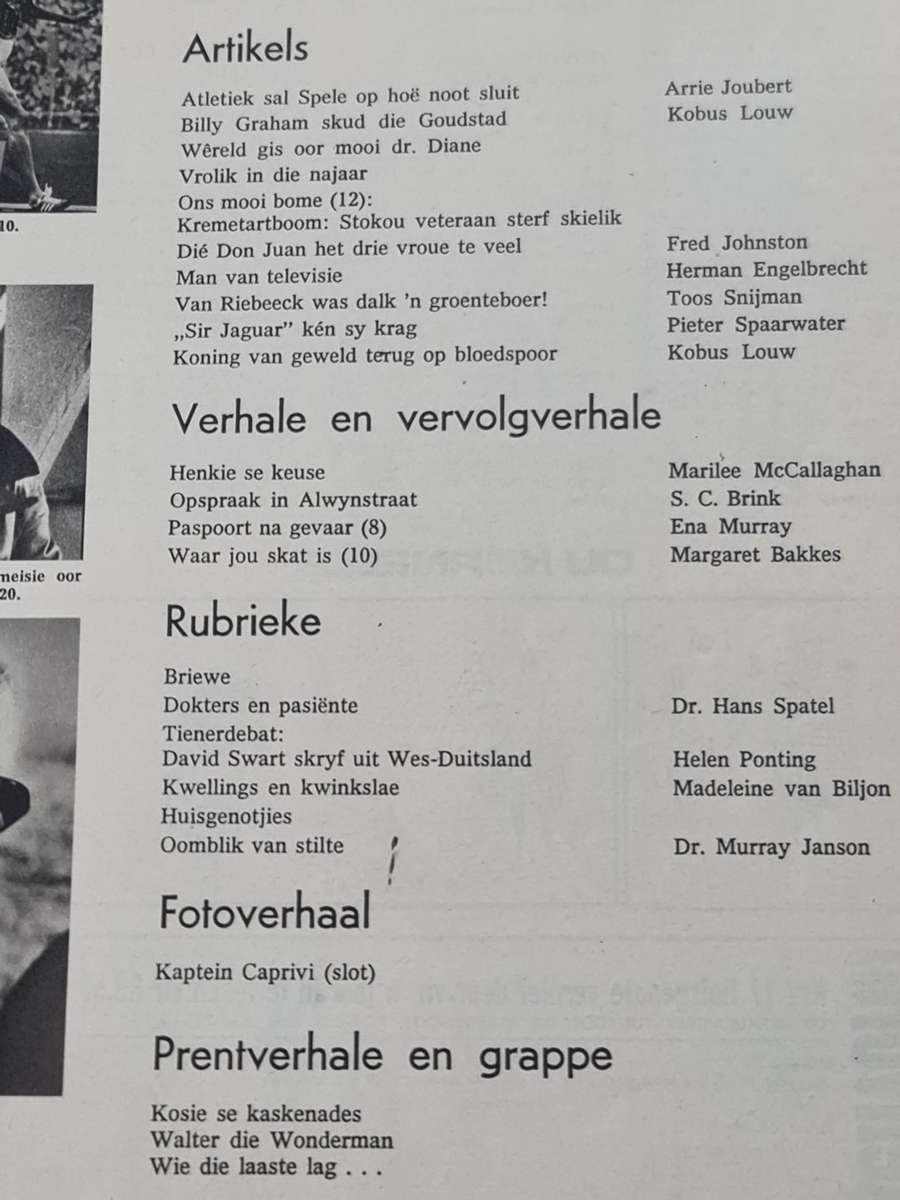 Artikels
Atletiek sal Spele op hoë noot sluit Arrie Joubert
Billy Graham skud die Goudstad Kobus Louw
Wêreld gis oor mooi dr. Diane
Vrolik in die najaar
Ons mooi bome (12):
Kremetartboom: Stokou veteraan sterf skielik
10.
Dié Don Juan het drie vroue te veel Fred Johnston
Man van televisie Herman Engelbrecht
Van Riebeeck was dalk 'n groenteboer! Toos Snijman
„Sir Jaguar" kén sy krag Pieter Spaarwater
Koning van geweld terug op bloedspoor Kobus Louw
Verhale en vervolgverhale
Henkie se keuse Marilee McCallaghan
Opspraak in Alwynstraat S. C. Brink
Paspoort na gevaar (8) Ena Murray
Waar jou skat is (10) Margaret Bakkes
meisie oor
20.
Rubrieke
Briewe
Dokters en pasiënte Dr. Hans Spatel
Tienerdebat:
David Swart skryf uit Wes-Duitsland Helen Ponting
Kwellings en kwinkslae Madeleine van Biljon
Huisgenotjies
Oomblik van stilte Dr. Murray Janson
Fotoverhaal
Kaptein Caprivi (slot)
Prentverhale en grappe
Kosie se kaskenades
Walter die Wonderman
Wie die laaste lag . . .